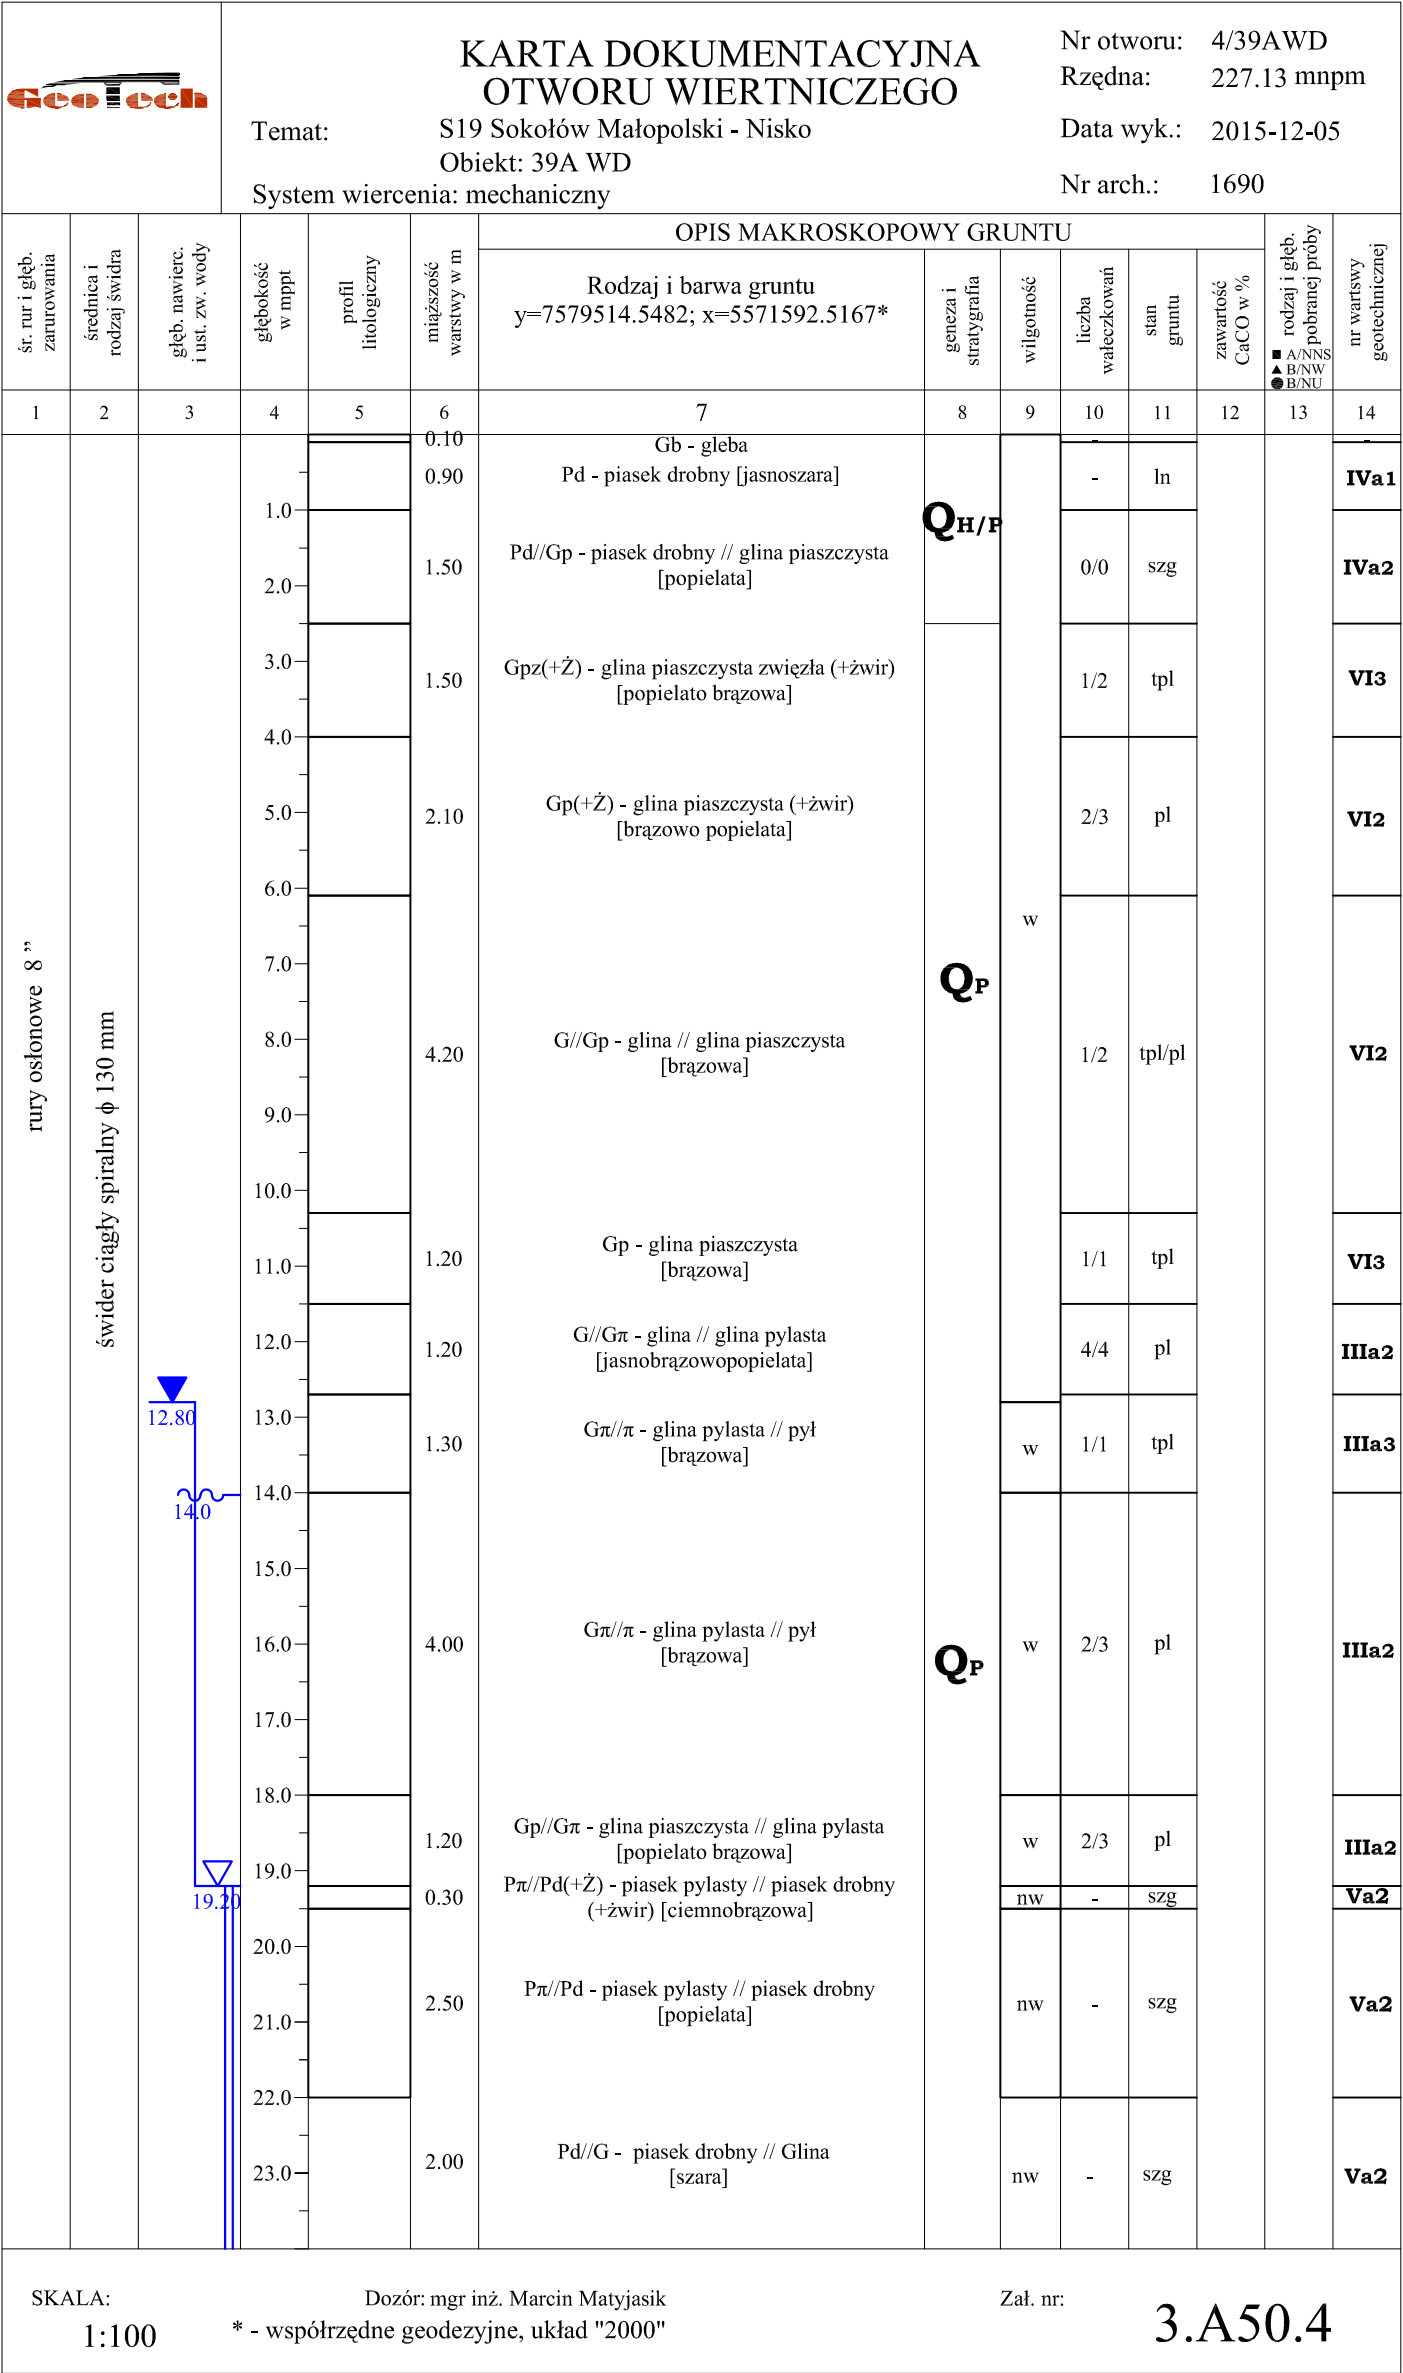 GeoTech
KARTA DOKUMENTACYJNA
OTWORU WIERTNICZEGO
Temat: S19 Sokołów Małopolski - Nisko
Obiekt: 39A WD
System wiercenia: mechaniczny
Nr otworu: 4/39AWD
Rzędna: 227.13 mnpm
Data wyk.: 2015-12-05
Nr arch.: 1690
śr. rur i głęb.
zarurowania
średnica i
rodzaj świdra
głęb. nawierc.
i ust. zw. wody
głębokość
w mppt
profil
litologiczny
miąższość
warstwy w m
OPIS MAKROSKOPOWY GRUNTU
Rodzaj i barwa gruntu
y=7579514.5482; x=5571592.5167*
geneza i
stratygrafia
wilgotność
liczba
wałeczkowań
stan
gruntu
zawartość
CaCO w %
rodzaj i głęb.
pobranej próby
■ A/NNS
▲ B/NW
● B/NU
nr wartswy
geotechnicznej
1 2 3 4 5 6 7 8 9 10 11 12 13 14
rury osłonowe 8 ”
świder ciągły spiralny ϕ 130 mm
0.10 Gb - gleba - -
0.90 Pd - piasek drobny [jasnoszara] - ln IVa1
1.0
QH/P
1.50 Pd//Gp - piasek drobny // glina piaszczysta
[popielata] 0/0 szg IVa2
2.0
3.0
1.50 Gpz(+Ż) - glina piaszczysta zwięzła (+żwir)
[popielato brązowa] 1/2 tpl VI3
4.0
5.0
2.10 Gp(+Ż) - glina piaszczysta (+żwir)
[brązowo popielata] 2/3 pl VI2
6.0
w
7.0
QP
8.0
4.20 G//Gp - glina // glina piaszczysta
[brązowa] 1/2 tpl/pl VI2
9.0
10.0
11.0
1.20 Gp - glina piaszczysta
[brązowa] 1/1 tpl VI3
12.0
1.20 G//Gπ - glina // glina pylasta
[jasnobrązowopopielata] 4/4 pl IIIa2
12.80
13.0
1.30 Gπ//π - glina pylasta // pył
[brązowa] w 1/1 tpl IIIa3
14.0
14.0
15.0
16.0
4.00 Gπ//π - glina pylasta // pył
[brązowa] QP w 2/3 pl IIIa2
17.0
18.0
1.20 Gp//Gπ - glina piaszczysta // glina pylasta
[popielato brązowa] w 2/3 pl IIIa2
19.0
19.20
0.30 Pπ//Pd(+Ż) - piasek pylasty // piasek drobny
(+żwir) [ciemnobrązowa] nw - szg Va2
20.0
2.50 Pπ//Pd - piasek pylasty // piasek drobny
[popielata] nw - szg Va2
21.0
22.0
2.00 Pd//G - piasek drobny // Glina
[szara] nw - szg Va2
23.0
SKALA:
1:100
Dozór: mgr inż. Marcin Matyjasik
* - współrzędne geodezyjne, układ "2000"
Zał. nr:
3.A50.4